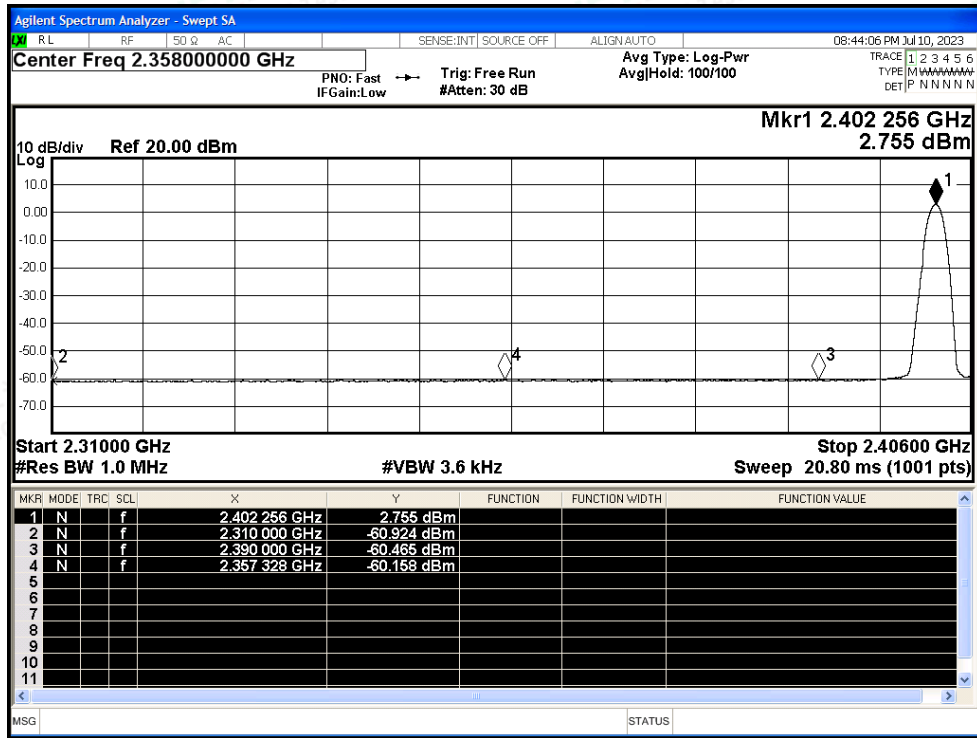 Agilent Spectrum Analyzer - Swept SA
LXI RL RF 50 Ω AC SENSE:INT SOURCE OFF ALIGN AUTO 08:44:06 PM Jul 10, 2023
Center Freq 2.358000000 GHz
PNO: Fast
IFGain:Low
Trig: Free Run
#Atten: 30 dB
Avg Type: Log-Pwr
Avg|Hold: 100/100
TRACE 1 2 3 4 5 6
TYPE M
DET P N N N N N
Mkr1 2.402 256 GHz
2.755 dBm
10 dB/div Ref 20.00 dBm
Log
10.0
0.00
-10.0
-20.0
-30.0
-40.0
-50.0
-60.0
-70.0
1
2
4
3
Start 2.31000 GHz Stop 2.40600 GHz
#Res BW 1.0 MHz #VBW 3.6 kHz Sweep 20.80 ms (1001 pts)
MKR MODE TRC SCL X Y FUNCTION FUNCTION WIDTH FUNCTION VALUE
1 N f 2.402 256 GHz 2.755 dBm
2 N f 2.310 000 GHz -60.924 dBm
3 N f 2.390 000 GHz -60.465 dBm
4 N f 2.357 328 GHz -60.158 dBm
5
6
7
8
9
10
11
MSG STATUS